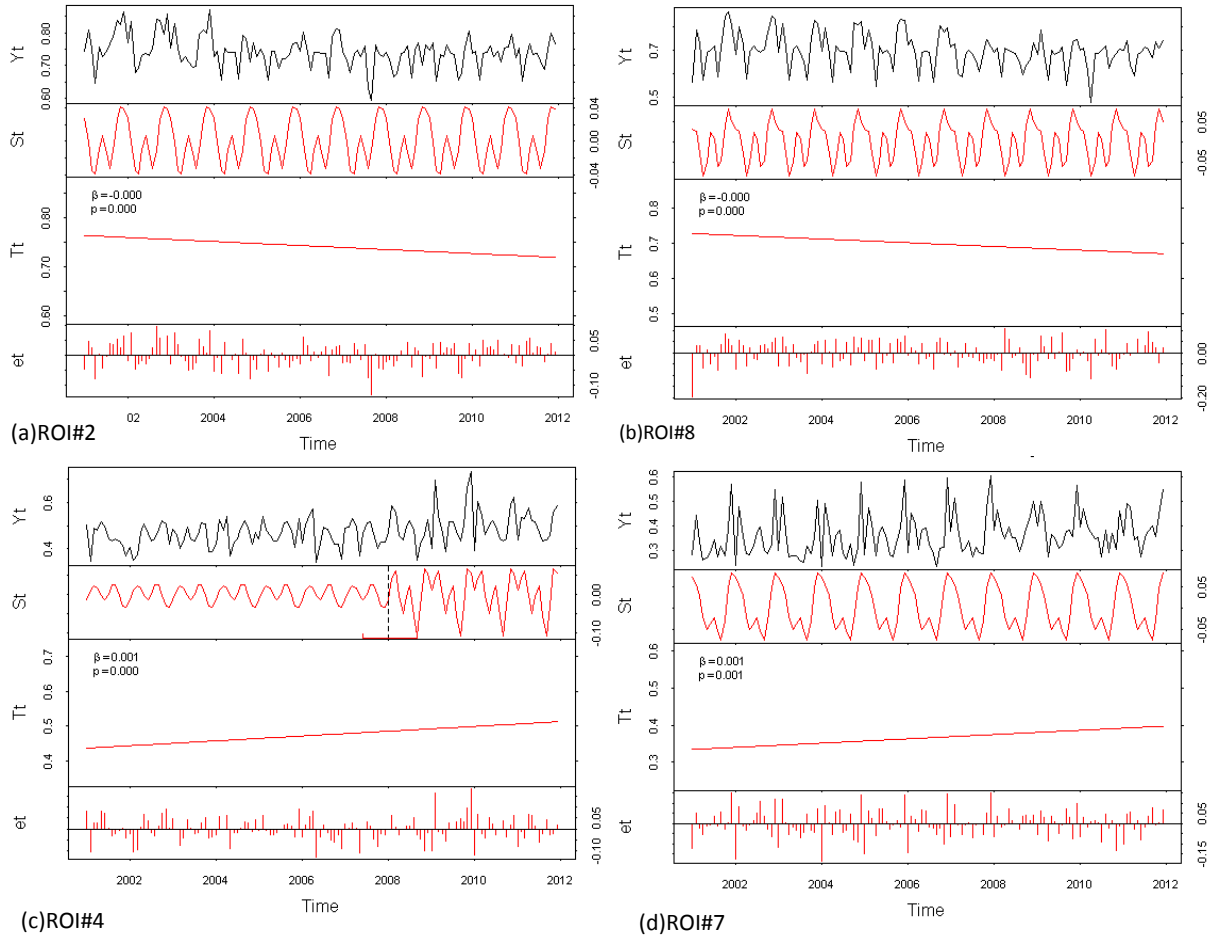 Yt
0.60 0.70 0.80
St
-0.04 0.00 0.04
β = -0.000
p = 0.000
Tt
0.60 0.70 0.75 0.80
et
-0.10 0.05
02 2004 2006 2008 2010 2012
Time
(a)ROI#2
Yt
0.5 0.7
St
-0.05 0.05
β = -0.000
p = 0.000
Tt
0.5 0.6 0.7 0.8
et
-0.20 0.00
2002 2004 2006 2008 2010 2012
Time
(b)ROI#8
Yt
0.4 0.6
St
-0.10 0.00
β = 0.001
p = 0.000
Tt
0.4 0.5 0.6 0.7
et
-0.10 0.05
2002 2004 2006 2008 2010 2012
Time
(c)ROI#4
Yt
0.3 0.4 0.5 0.6
St
-0.05 0.05
β = 0.001
p = 0.001
Tt
0.3 0.4 0.5 0.6
et
-0.15 0.05
2002 2004 2006 2008 2010 2012
Time
(d)ROI#7